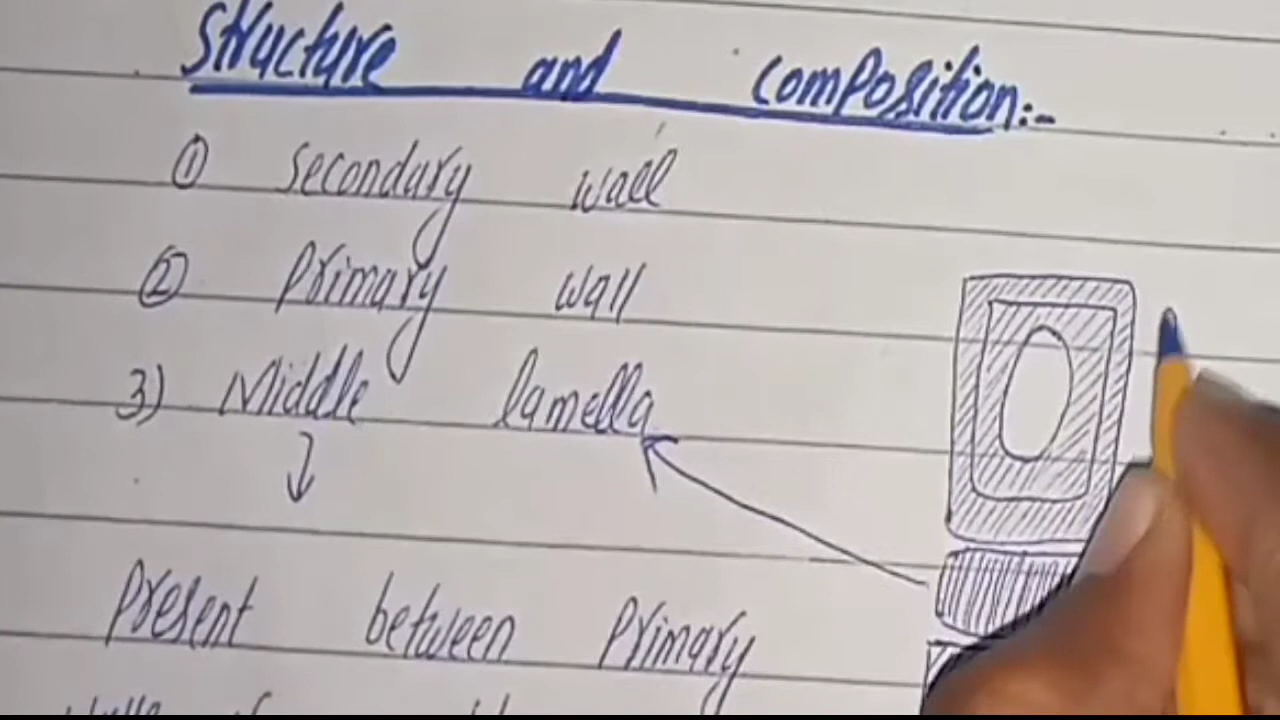 Structure and composition:-
① Secondary wall
② Primary wall
3) Middle lamella
Present between Primary